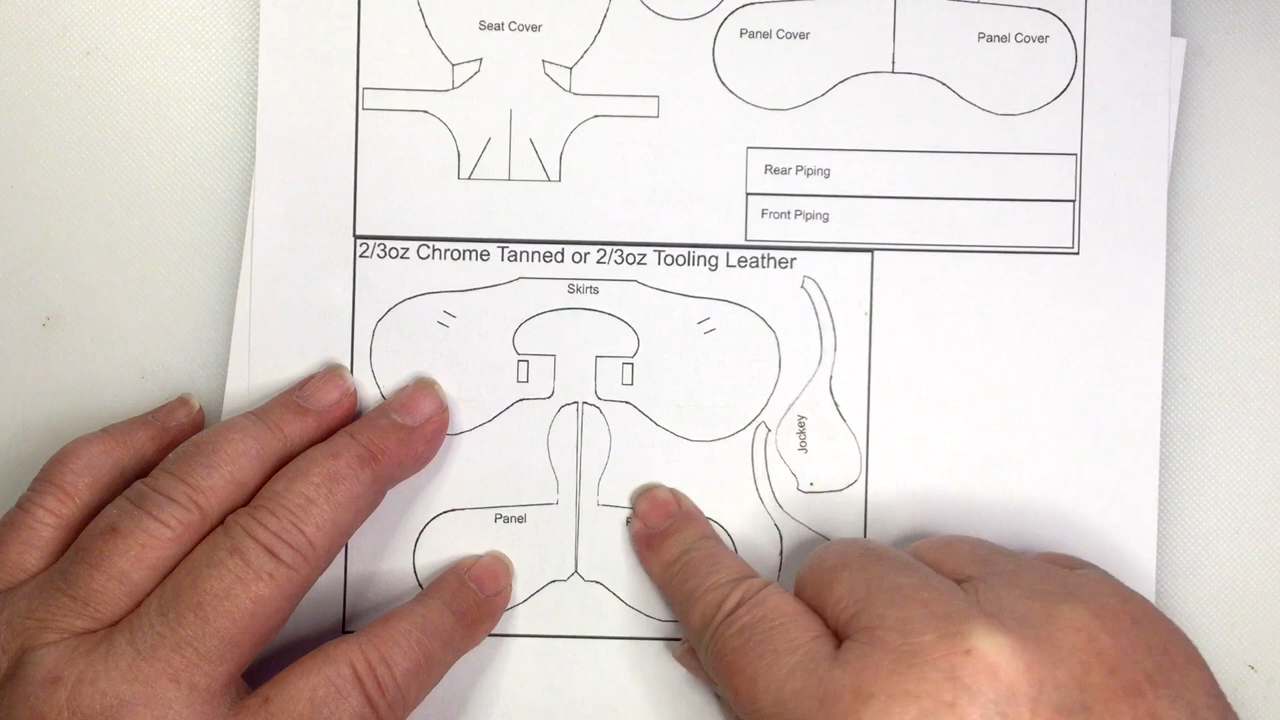 Seat Cover
Panel Cover
Panel Cover
Rear Piping
Front Piping
2/3oz Chrome Tanned or 2/3oz Tooling Leather
Skirts
Jockey
Panel